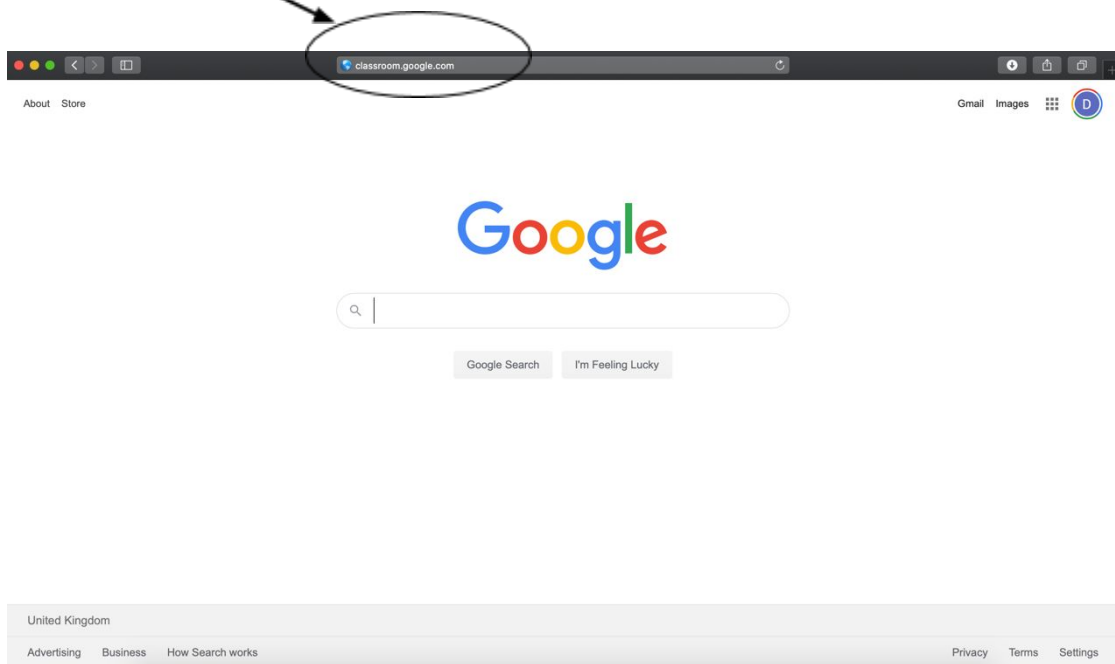 classroom.google.com
About Store Gmail Images D
Google
Google Search I'm Feeling Lucky
United Kingdom
Advertising Business How Search works Privacy Terms Settings